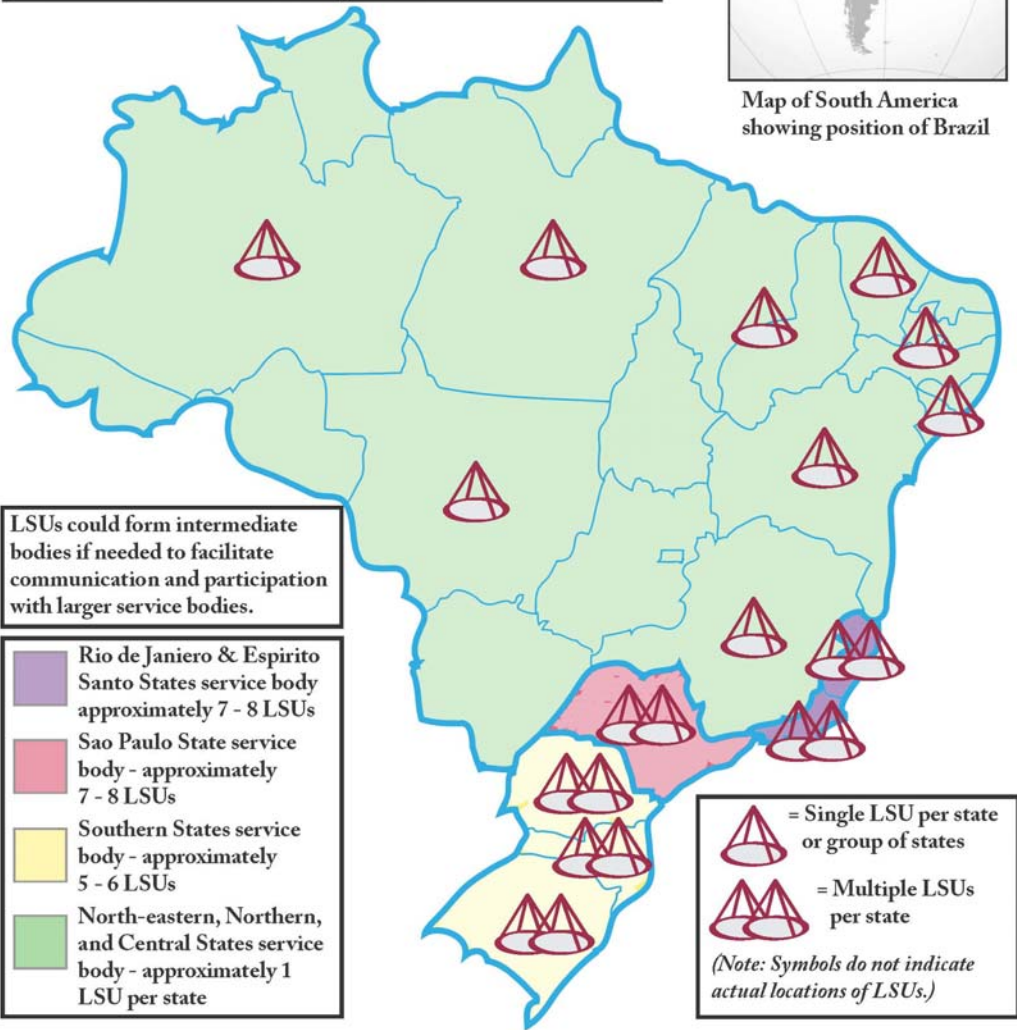 Map of South America
showing position of Brazil
LSUs could form intermediate
bodies if needed to facilitate
communication and participation
with larger service bodies.
Rio de Janiero & Espirito
Santo States service body
approximately 7 - 8 LSUs
Sao Paulo State service
body - approximately
7 - 8 LSUs
Southern States service
body - approximately
5 - 6 LSUs
North-eastern, Northern,
and Central States service
body - approximately 1
LSU per state
= Single LSU per state
or group of states
= Multiple LSUs
per state
(Note: Symbols do not indicate
actual locations of LSUs.)